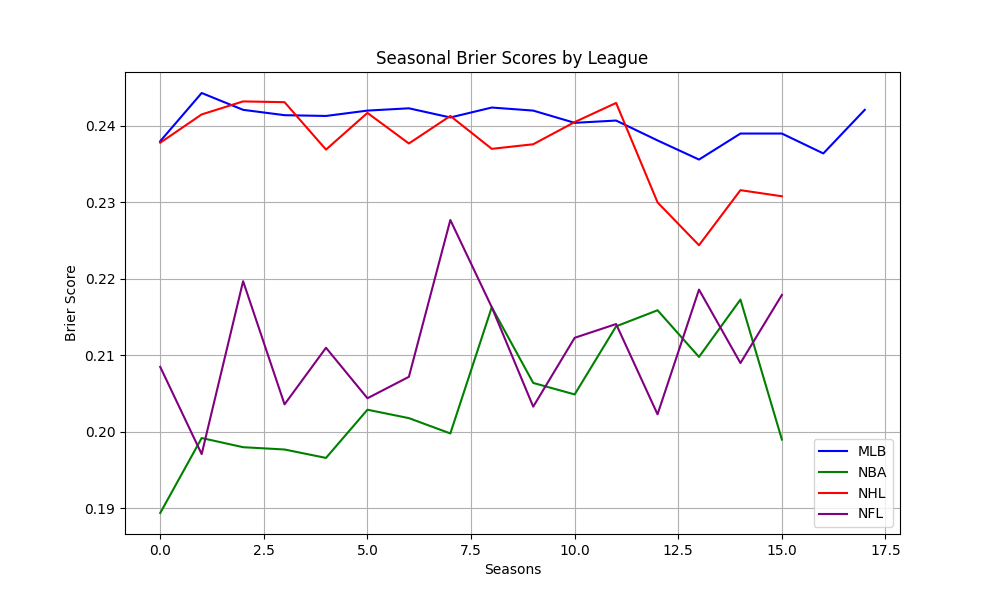 Seasonal Brier Scores by League
Brier Score
0.24
0.23
0.22
0.21
0.20
0.19
MLB
NBA
NHL
NFL
0.0 2.5 5.0 7.5 10.0 12.5 15.0 17.5
Seasons